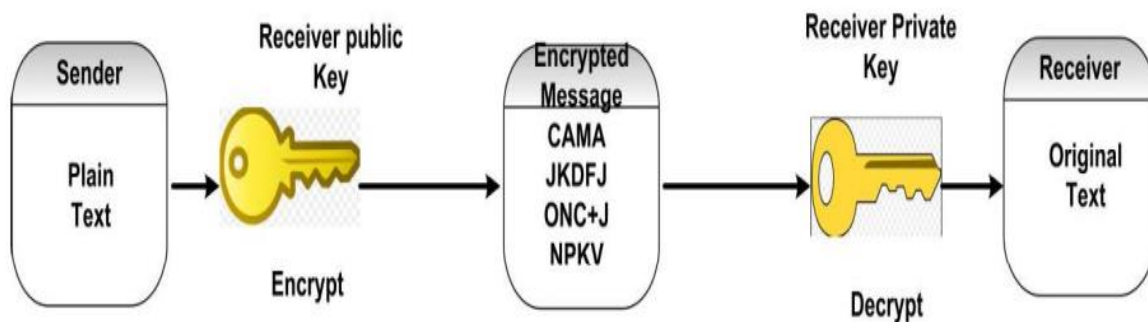 Sender
Plain
Text
Receiver public
Key
Encrypt
Encrypted
Message
CAMA
JKDFJ
ONC+J
NPKV
Receiver Private
Key
Decrypt
Receiver
Original
Text